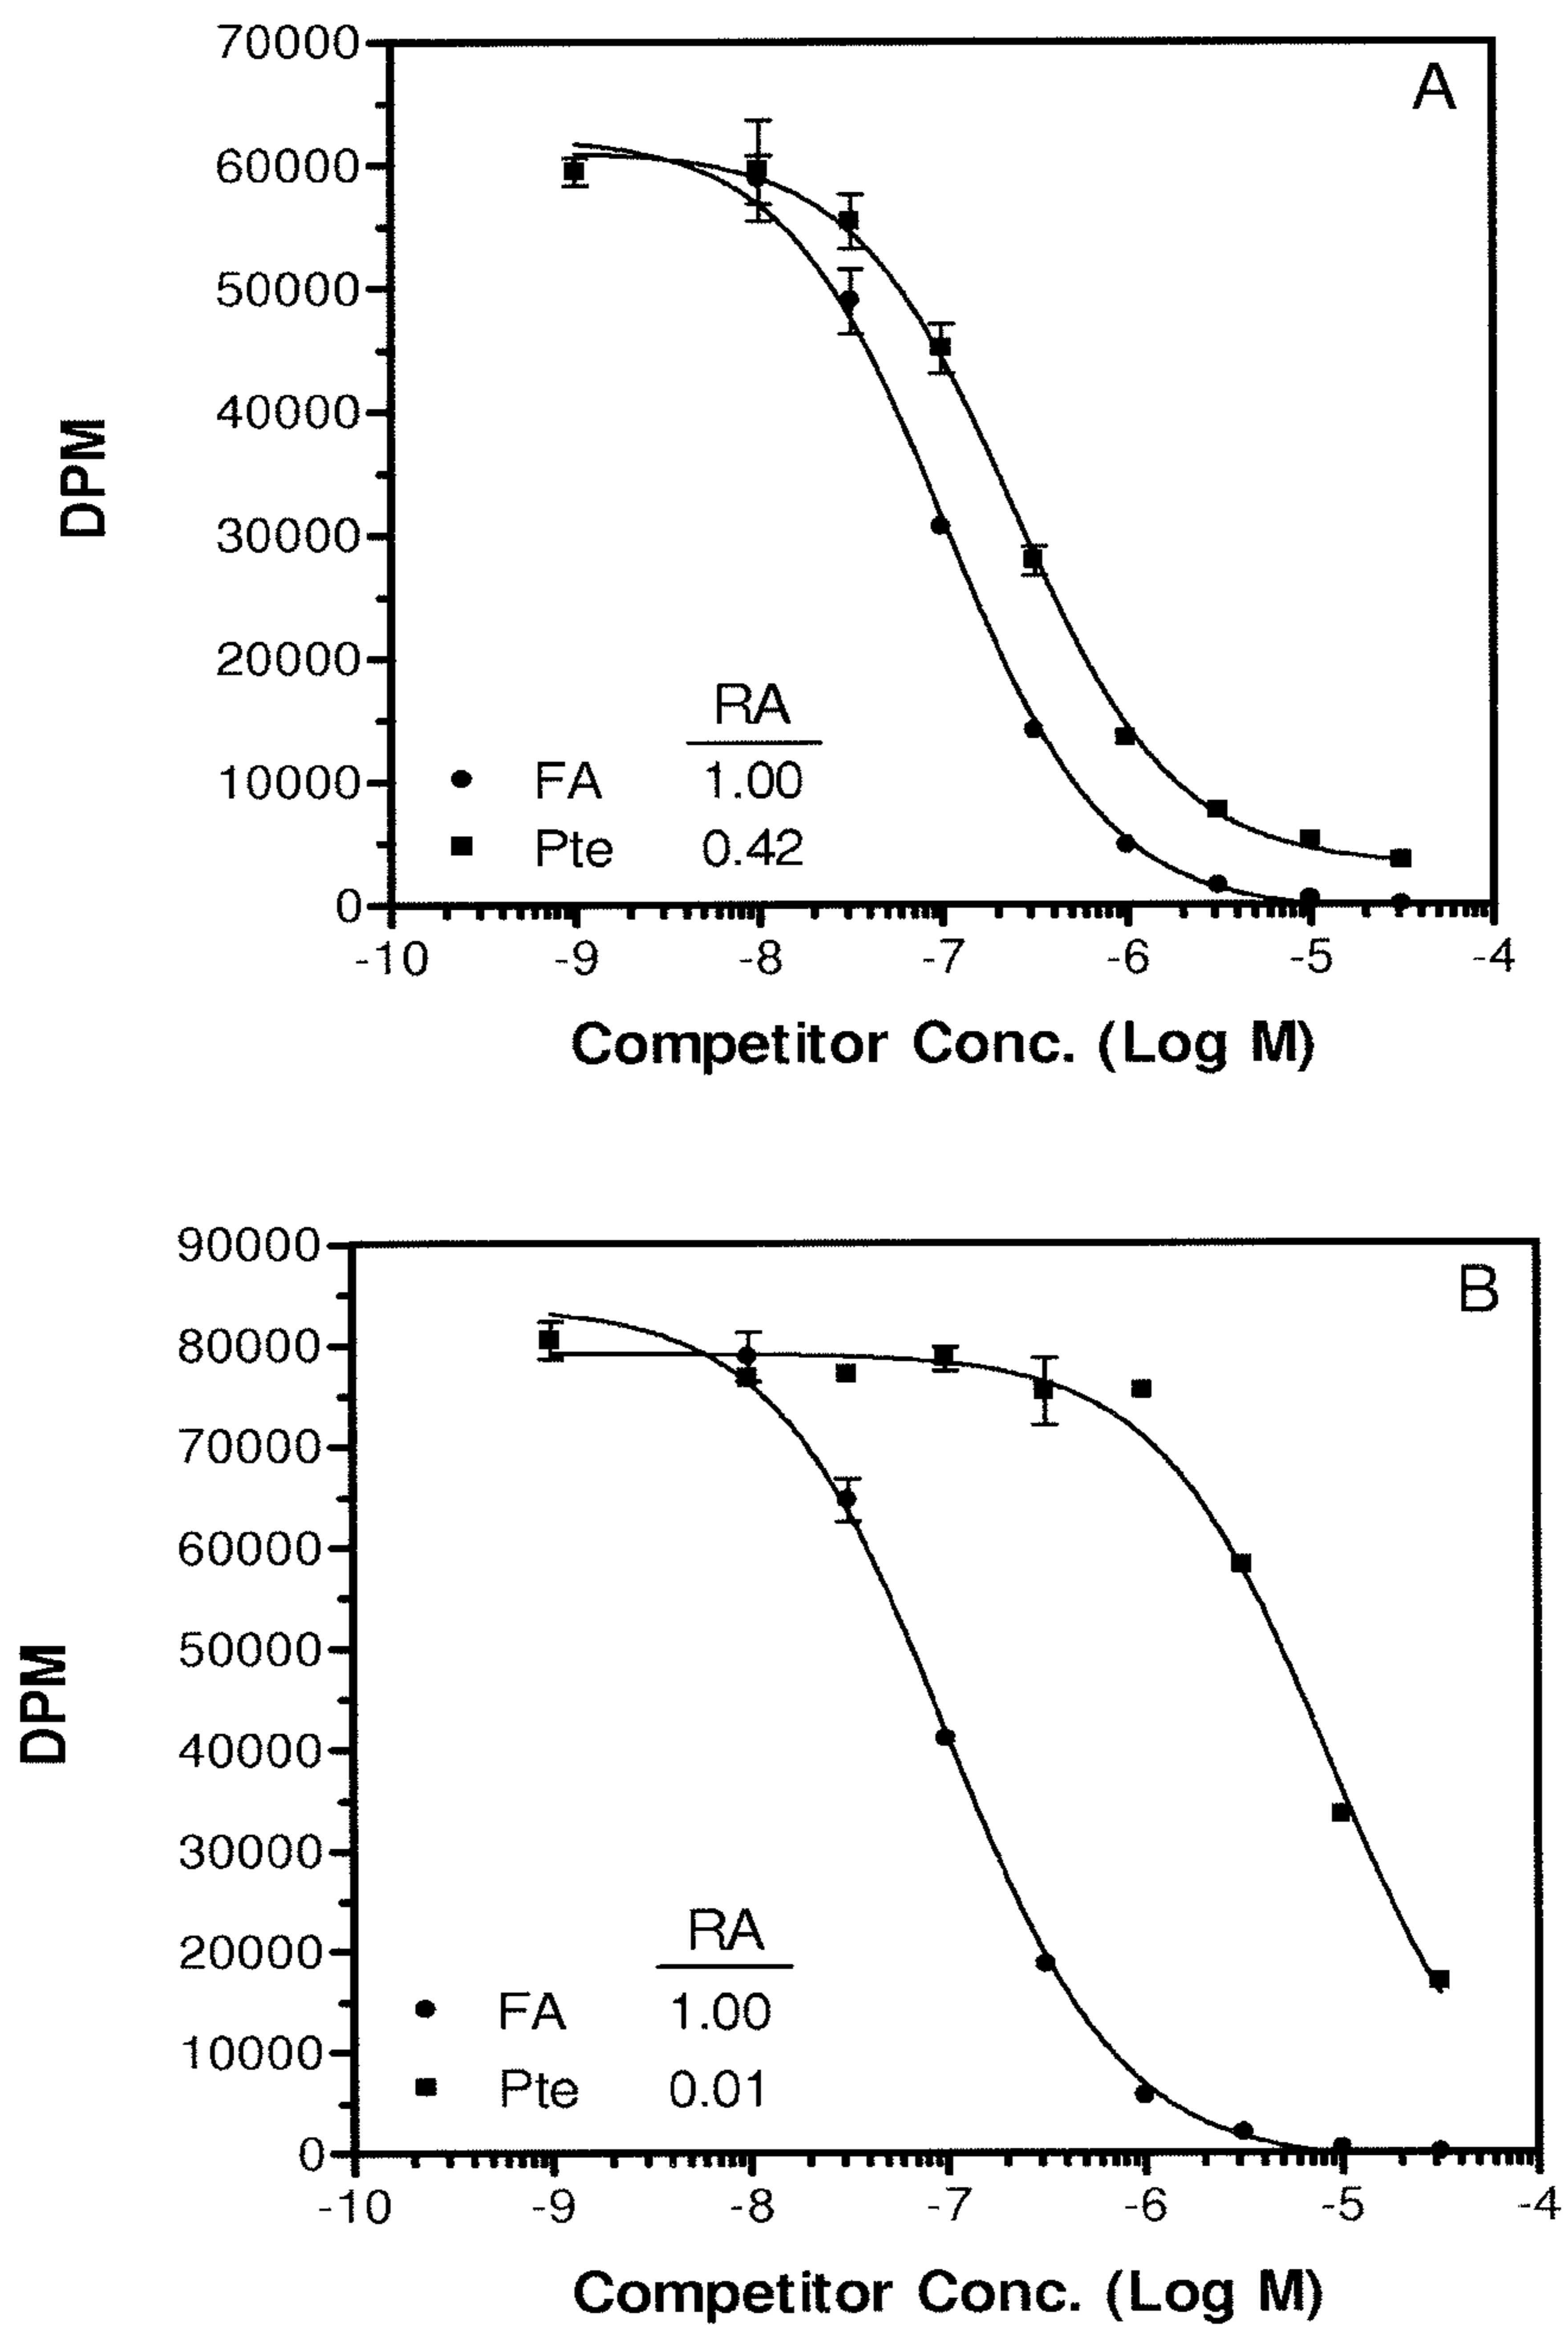 A
70000
60000
50000
40000
30000
20000
10000
0
DPM
RA
FA 1.00
Pte 0.42
-10 -9 -8 -7 -6 -5 -4
Competitor Conc. (Log M)
B
90000
80000
70000
60000
50000
40000
30000
20000
10000
0
DPM
RA
FA 1.00
Pte 0.01
-10 -9 -8 -7 -6 -5 -4
Competitor Conc. (Log M)